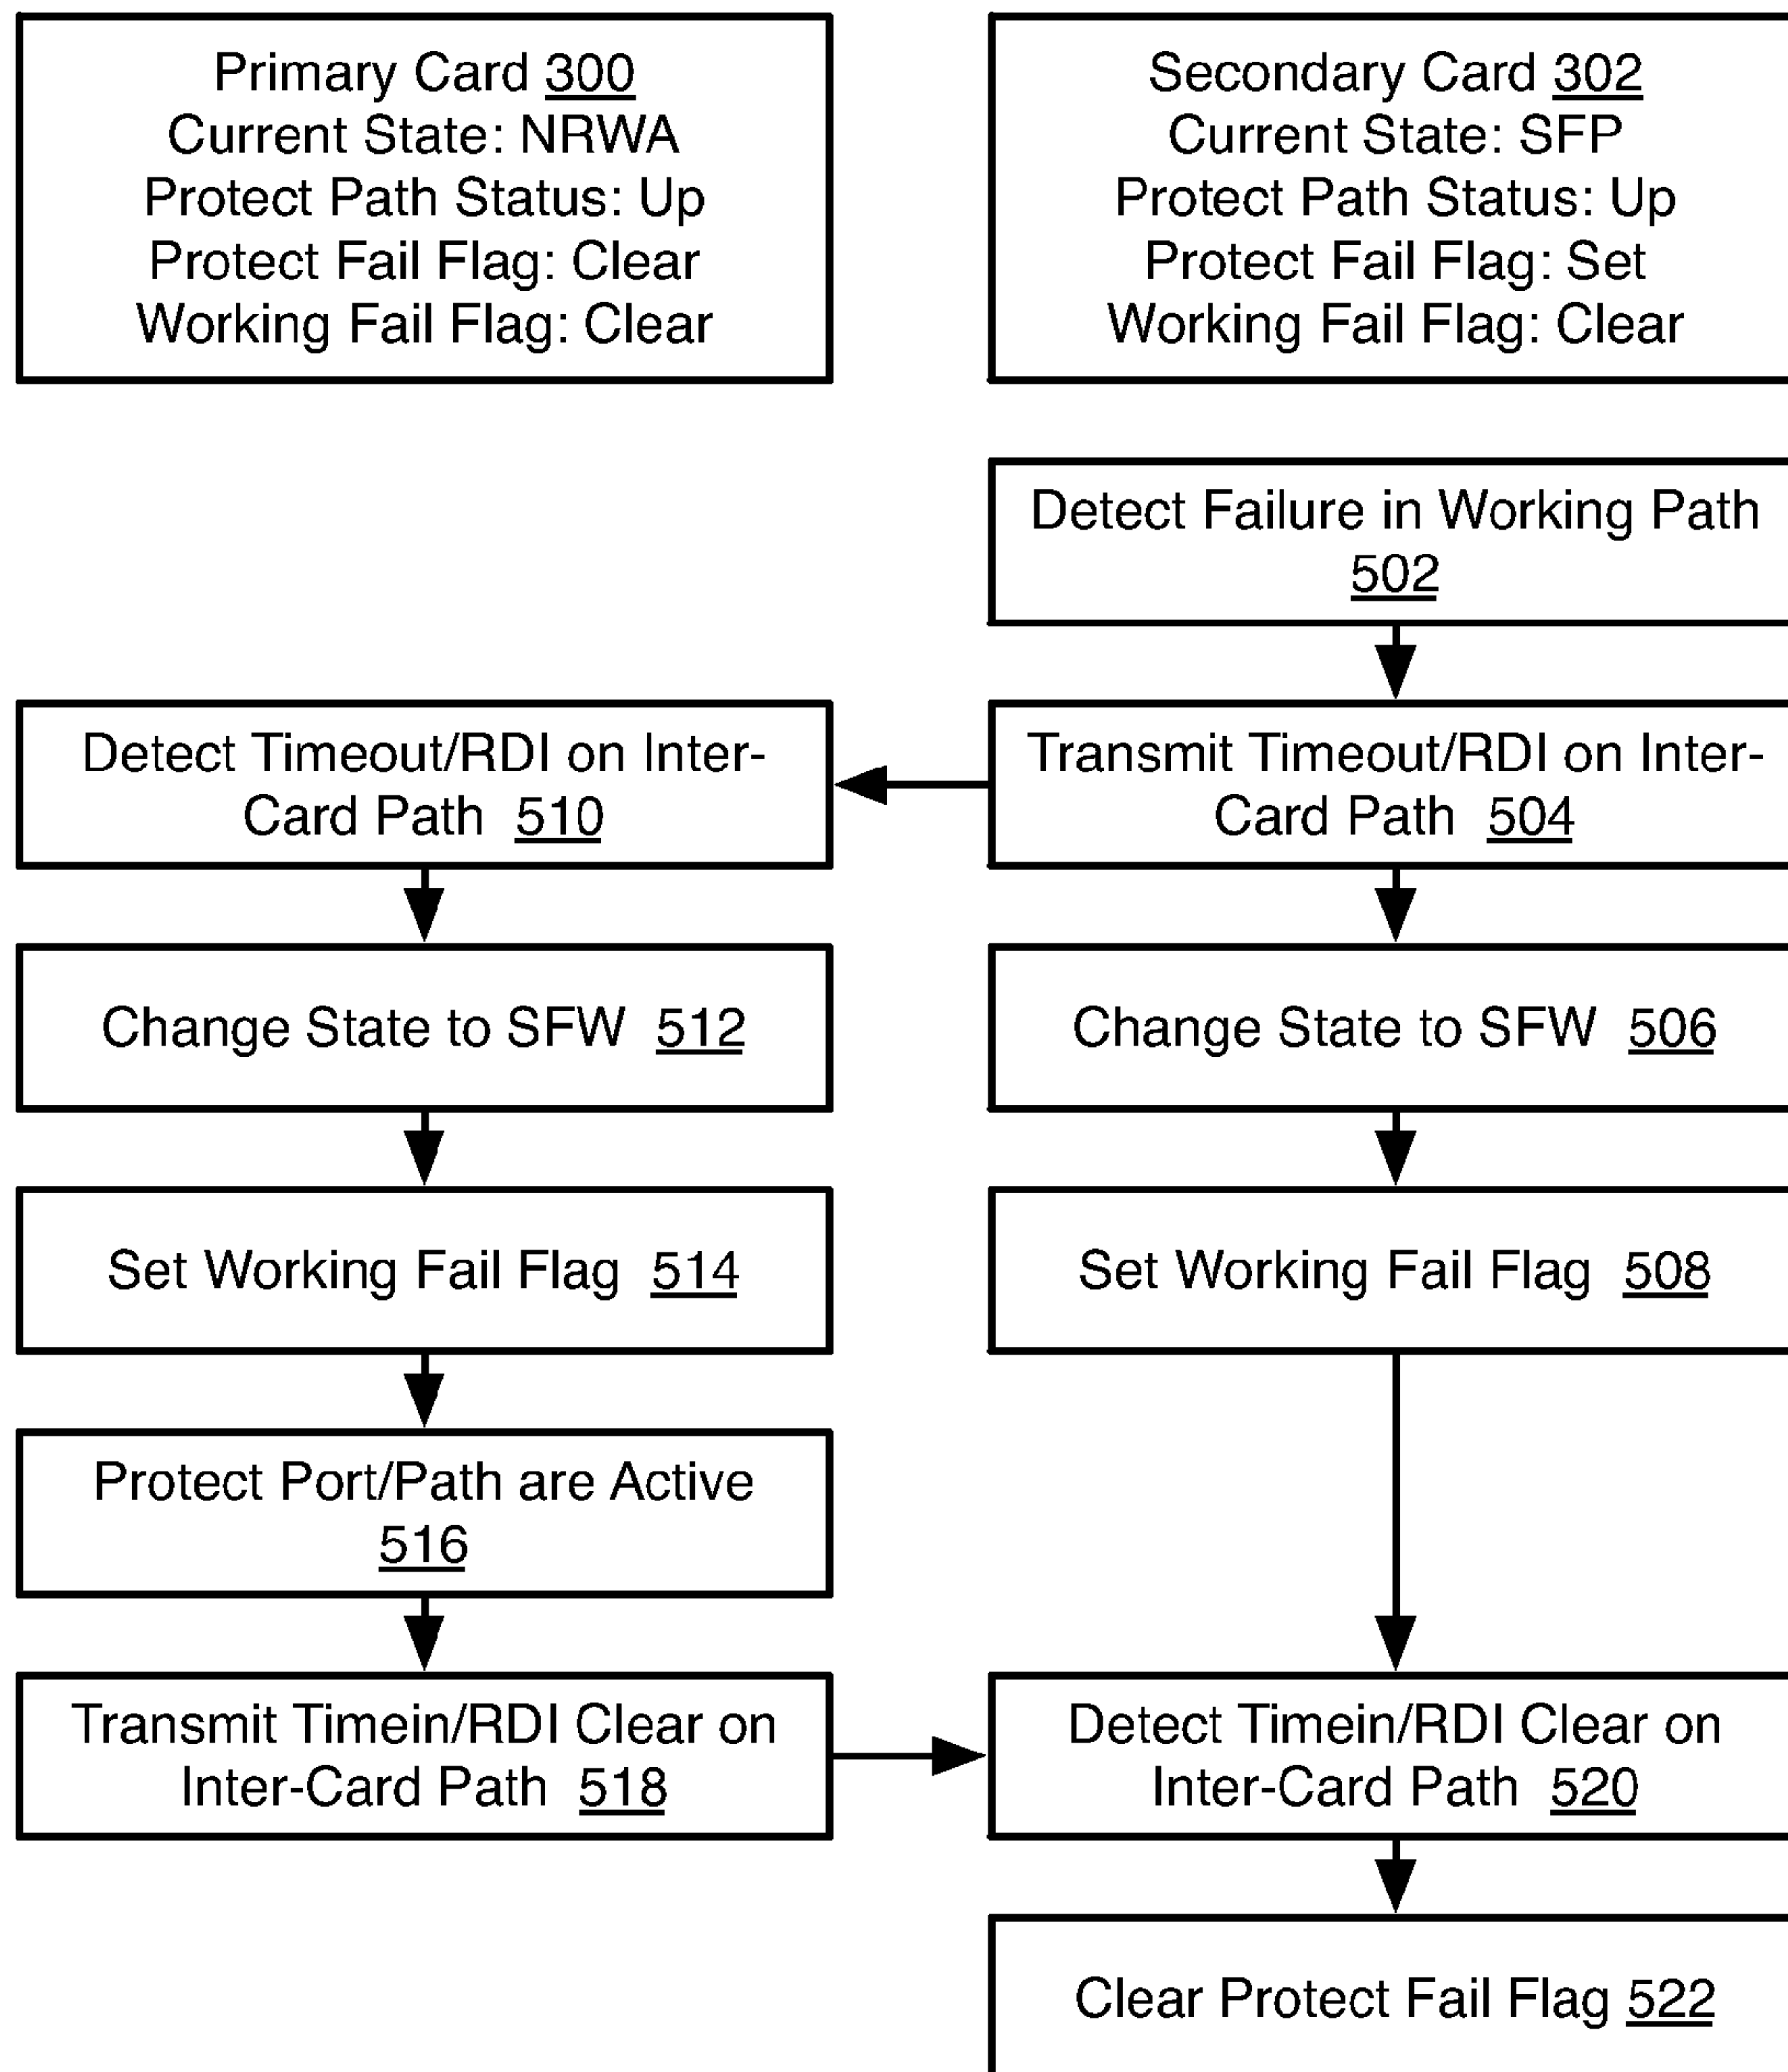 Primary Card 300
Current State: NRWA
Protect Path Status: Up
Protect Fail Flag: Clear
Working Fail Flag: Clear
Secondary Card 302
Current State: SFP
Protect Path Status: Up
Protect Fail Flag: Set
Working Fail Flag: Clear
Detect Failure in Working Path
502
Detect Timeout/RDI on Inter-
Card Path 510
Transmit Timeout/RDI on Inter-
Card Path 504
Change State to SFW 512
Change State to SFW 506
Set Working Fail Flag 514
Set Working Fail Flag 508
Protect Port/Path are Active
516
Transmit Timein/RDI Clear on
Inter-Card Path 518
Detect Timein/RDI Clear on
Inter-Card Path 520
Clear Protect Fail Flag 522